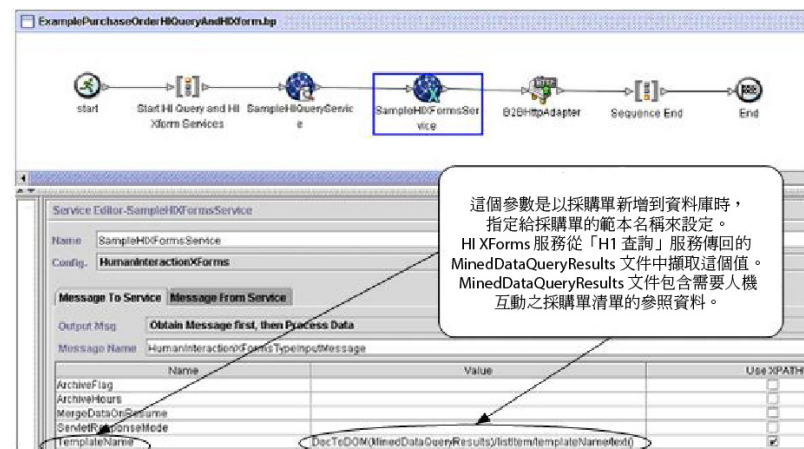 ExamplePurchaseOrderHIQueryAndHIXform.bp
start
Start HI Query and HI
Xform Services
SampleHIQueryServic
e
SampleHIXFormsSer
vice
B2BHttpAdapter
Sequence End
End
這個參數是以採購單新增到資料庫時，
指定給採購單的範本名稱來設定。
HI XForms 服務從「H1 查詢」服務傳回的
MinedDataQueryResults 文件中擷取這個值。
MinedDataQueryResults 文件包含需要人機
互動之採購單清單的參照資料。
Service Editor-SampleHIXFormsService
Name SampleHIXFormsService
Config. HumanInteractionXForms
Message To Service Message From Service
Output Msg Obtain Message first, then Process Data
Message Name HumanInteractionXFormsTypeInputMessage
Name Value Use XPATH
ArchiveFlag
ArchiveHours
MergeDataOnResume
ServletResponseMode
TemplateName DocToDOM(MinedDataQueryResults)/listItem/templateName/text()